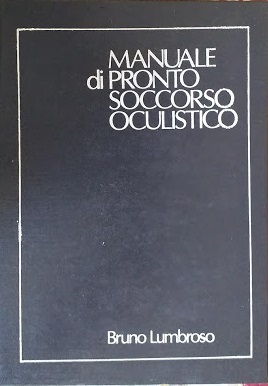 MANUALE
di PRONTO
SOCCORSO
OCULISTICO
Bruno Lumbroso